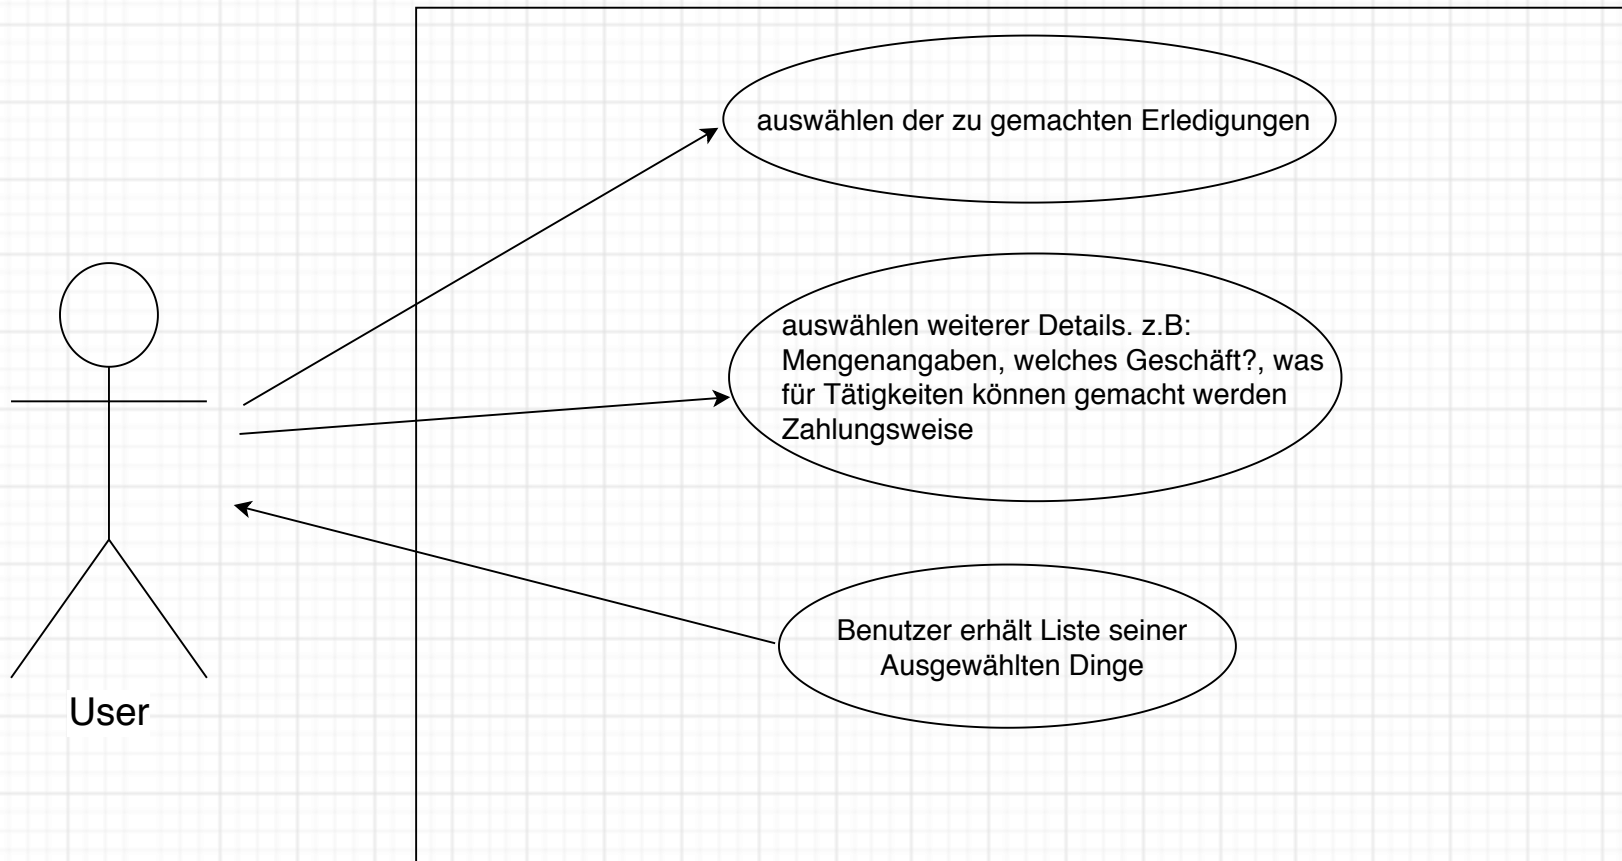 auswählen der zu gemachten Erledigungen
auswählen weiterer Details. z.B:
Mengenangaben, welches Geschäft?, was
für Tätigkeiten können gemacht werden
Zahlungsweise
Benutzer erhält Liste seiner
Ausgewählten Dinge
User